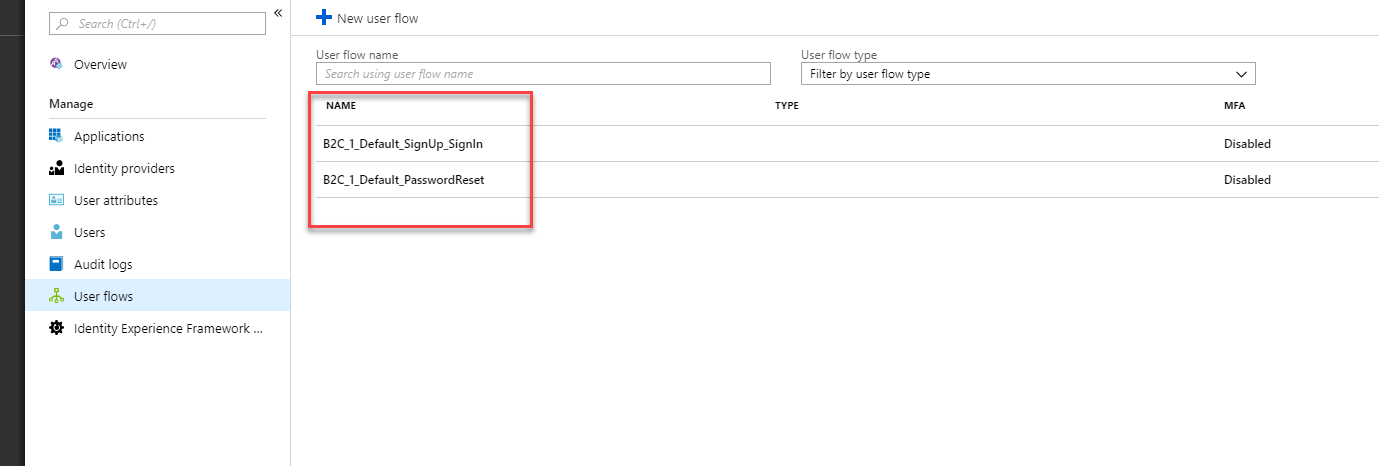 Search (Ctrl+/)
«
Overview
Manage
Applications
Identity providers
User attributes
Users
Audit logs
User flows
Identity Experience Framework ...
New user flow
User flow name
Search using user flow name
User flow type
Filter by user flow type
NAME TYPE MFA
B2C_1_Default_SignUp_SignIn Disabled
B2C_1_Default_PasswordReset Disabled